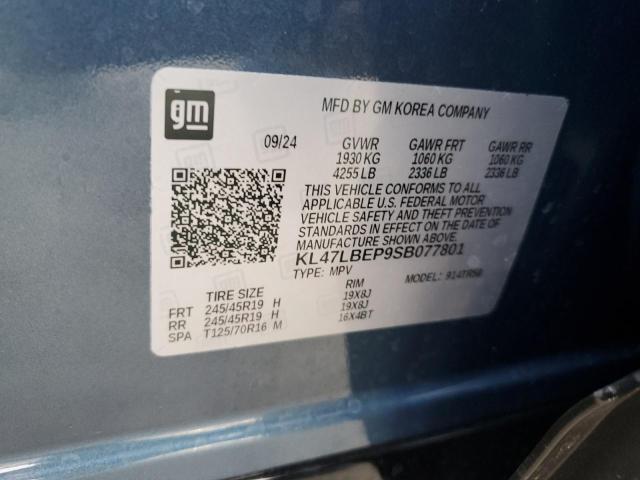 gm
MFD BY GM KOREA COMPANY
09/24 GVWR GAWR FRT GAWR RR
1930 KG 1060 KG 1060 KG
4255 LB 2336 LB 2336 LB
THIS VEHICLE CONFORMS TO ALL
APPLICABLE U.S. FEDERAL MOTOR
VEHICLE SAFETY AND THEFT PREVENTION
STANDARDS IN EFFECT ON THE DATE OF
MANUFACTURE SHOWN ABOVE.
KL47LBEP9SB077801
TYPE: MPV MODEL:
TIRE SIZE RIM
FRT 245/45R19 H 19X8J
RR 245/45R19 H 19X8J
SPA T125/70R16 M 16X4BT